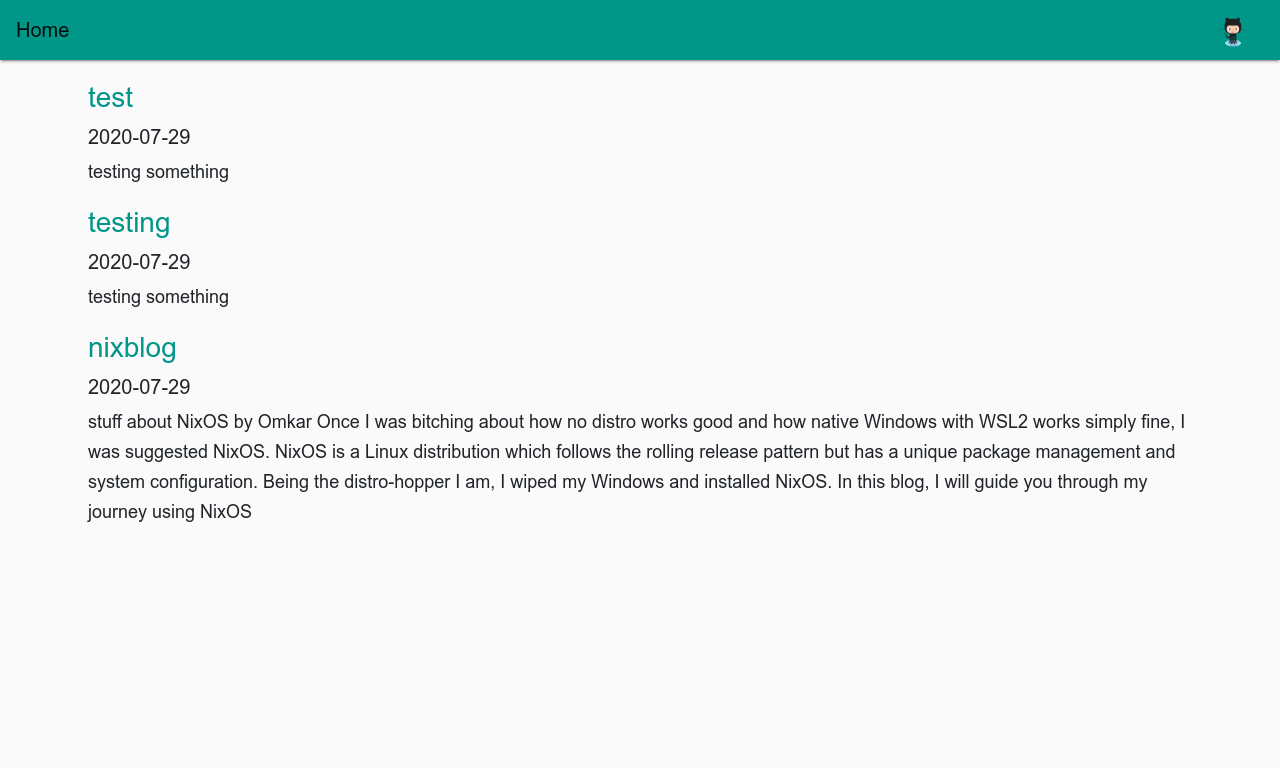 Home
test
2020-07-29
testing something
testing
2020-07-29
testing something
nixblog
2020-07-29
stuff about NixOS by Omkar Once I was bitching about how no distro works good and how native Windows with WSL2 works simply fine, I
was suggested NixOS. NixOS is a Linux distribution which follows the rolling release pattern but has a unique package management and
system configuration. Being the distro-hopper I am, I wiped my Windows and installed NixOS. In this blog, I will guide you through my
journey using NixOS